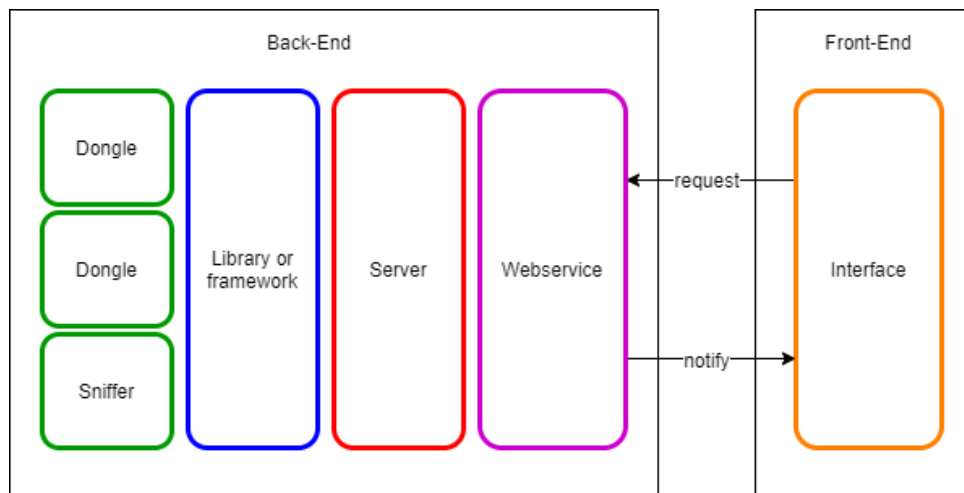 Back-End
Front-End
Dongle
Dongle
Sniffer
Library or
framework
Server
Webservice
request
notify
Interface